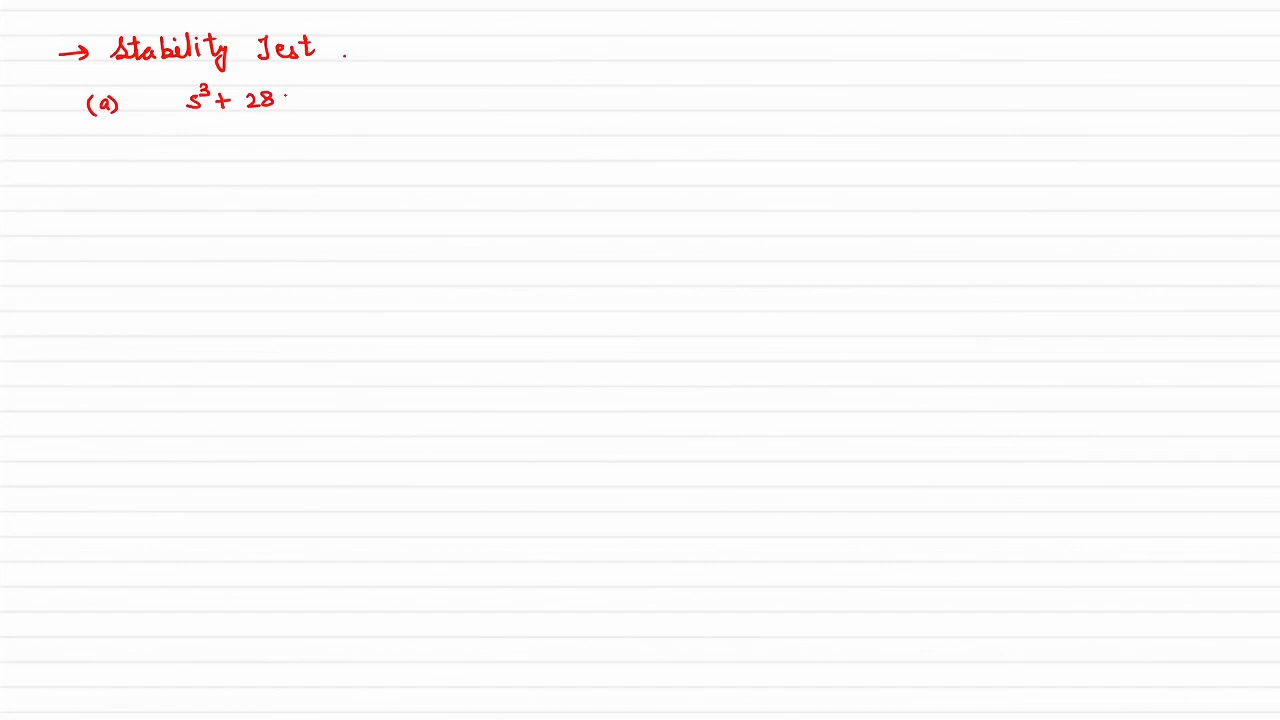 → Stability Test .
(a) s³ + 28